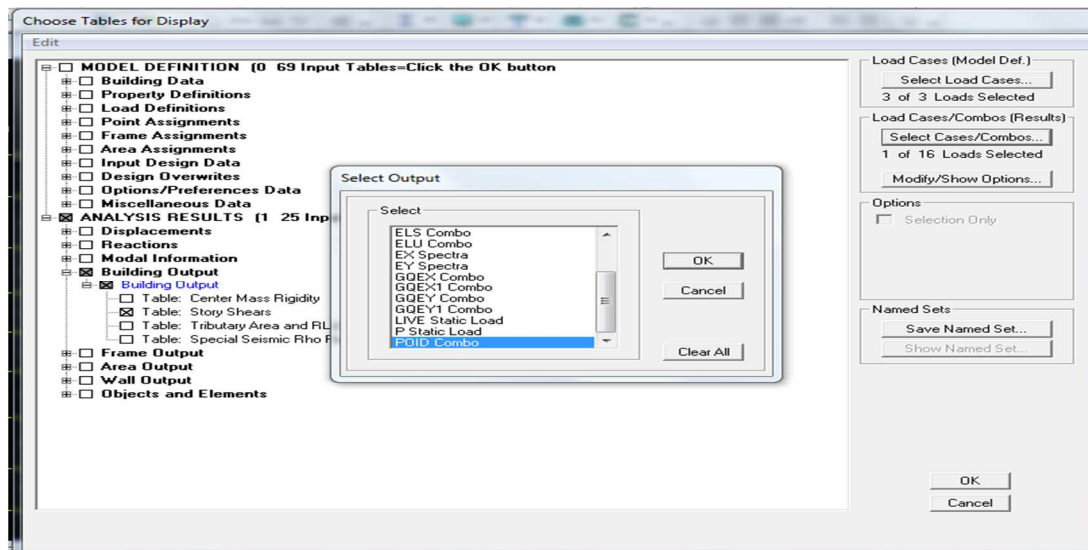 Choose Tables for Display
Edit
MODEL DEFINITION (0 69 Input Tables=Click the OK button
Building Data
Property Definitions
Load Definitions
Point Assignments
Frame Assignments
Area Assignments
Input Design Data
Design Overwrites
Options/Preferences Data
Miscellaneous Data
ANALYSIS RESULTS (1 25 Inp
Displacements
Reactions
Modal Information
Building Output
Building Output
Table: Center Mass Rigidity
Table: Story Shears
Table: Tributary Area and RL
Table: Special Seismic Rho F
Frame Output
Area Output
Wall Output
Objects and Elements
Select Output
Select
ELS Combo
ELU Combo
EX Spectra
EY Spectra
GQEX Combo
GQEX1 Combo
GQEY Combo
GQEY1 Combo
LIVE Static Load
P Static Load
POID Combo
OK
Cancel
Clear All
Load Cases (Model Def.)
Select Load Cases...
3 of 3 Loads Selected
Load Cases/Combos (Results)
Select Cases/Combos...
1 of 16 Loads Selected
Modify/Show Options...
Options
Selection Only
Named Sets
Save Named Set...
Show Named Set...
OK
Cancel